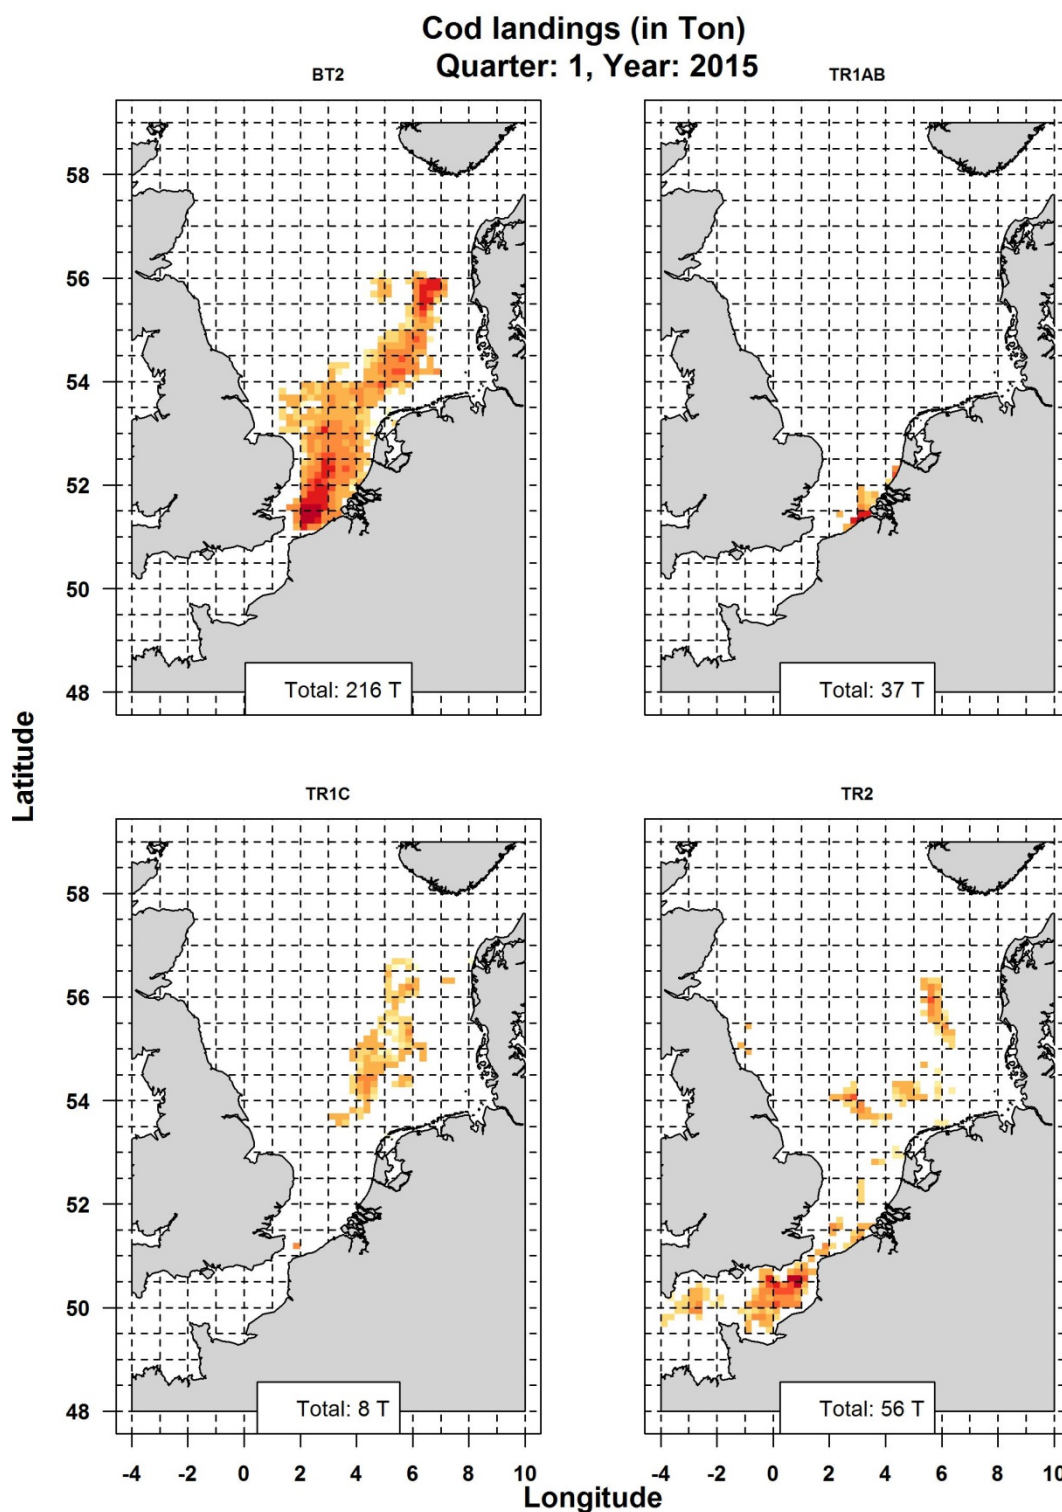 Cod landings (in Ton)
Quarter: 1, Year: 2015
BT2
TR1AB
58
56
54
52
50
48
Total: 216 T
Total: 37 T
Latitude
TR1C
TR2
58
56
54
52
50
48
Total: 8 T
Total: 56 T
-4 -2 0 2 4 6 8 10
-4 -2 0 2 4 6 8 10
Longitude